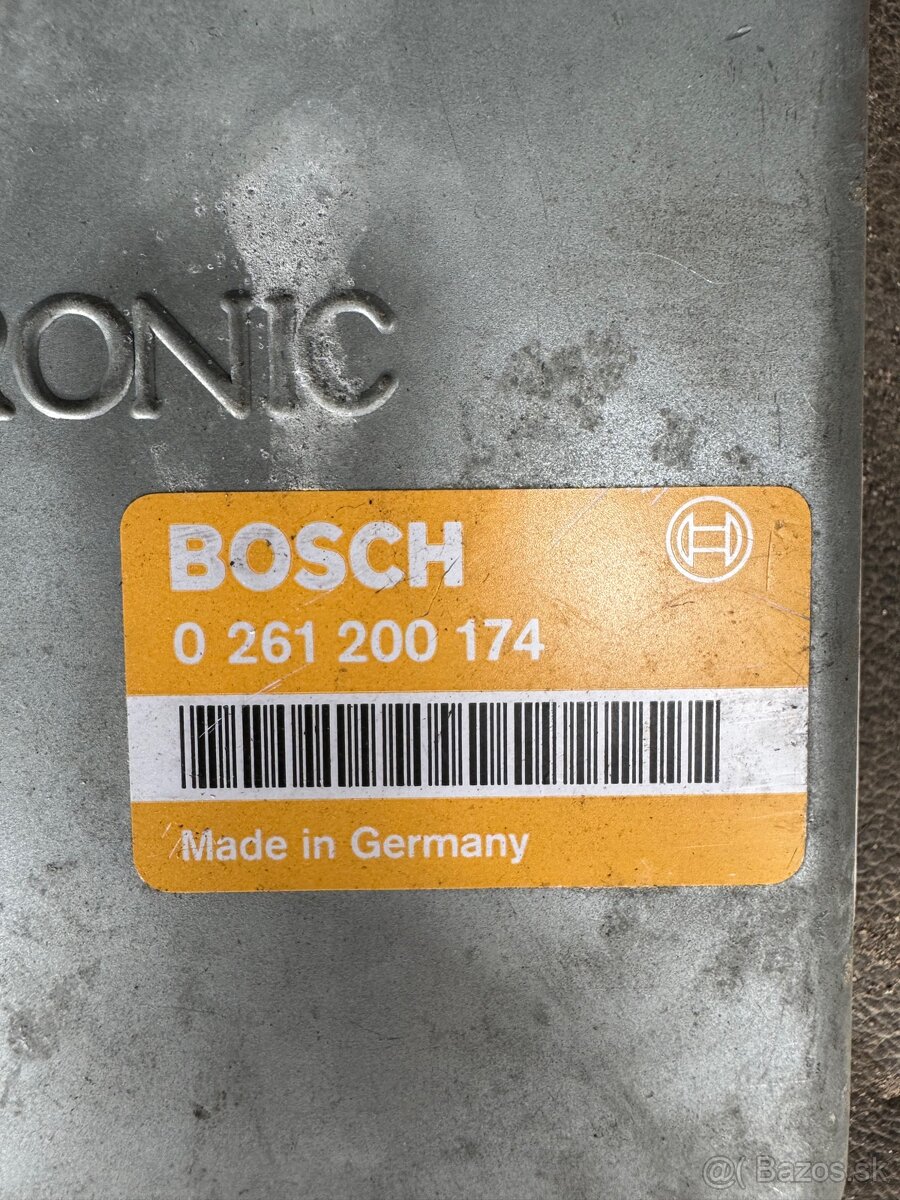 RONIC
BOSCH
0 261 200 174
Made in Germany
@( Bazos.sk